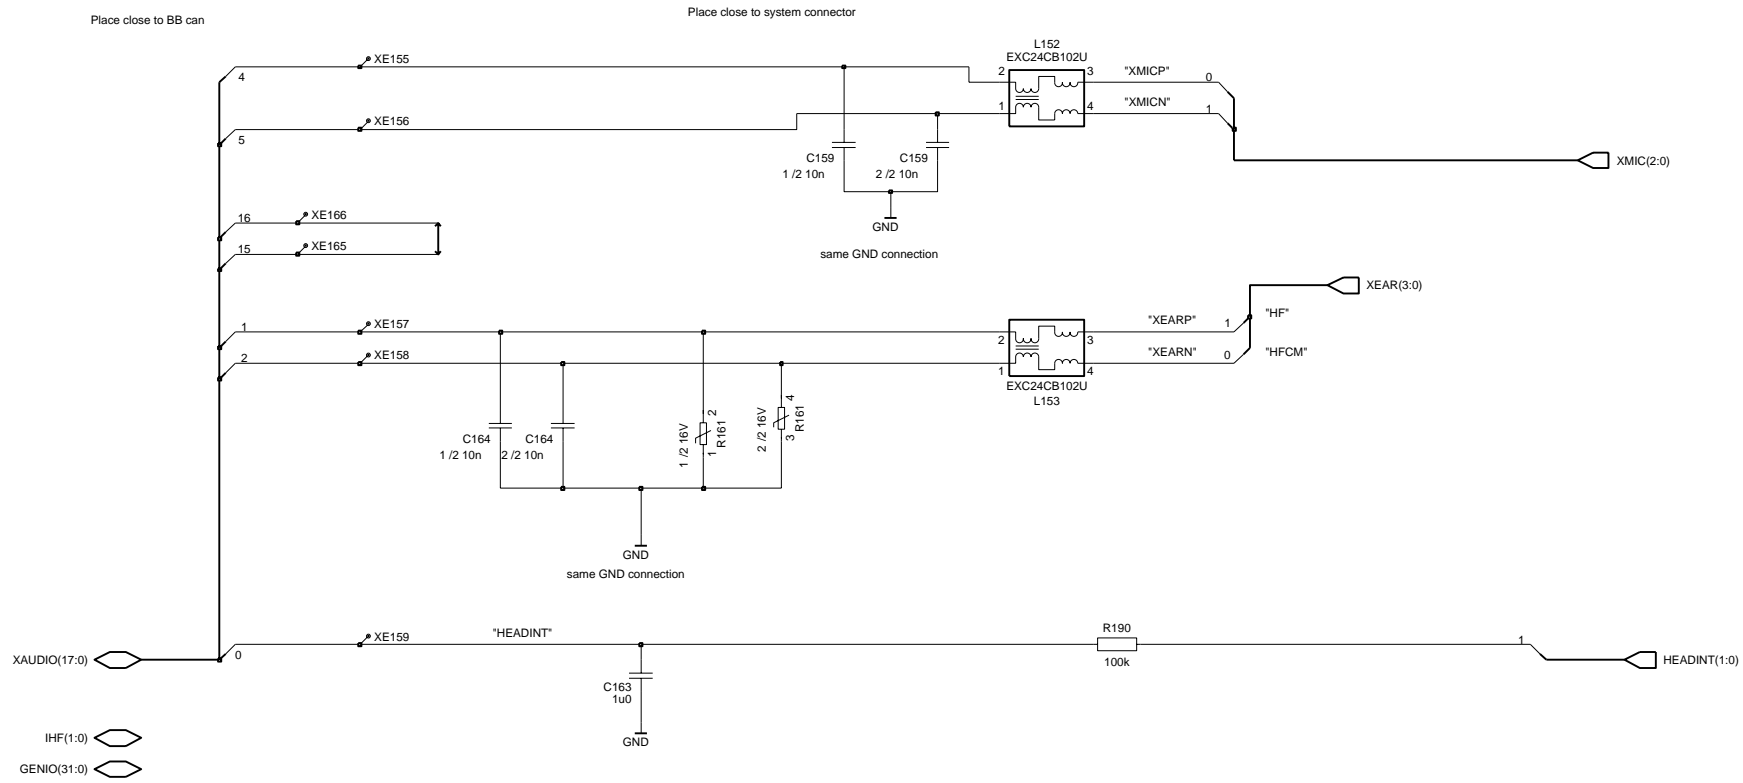 Place close to BB can
Place close to system connector
L152
EXC24CB102U
XE155
4
2
3
"XMICP"
0
1
4
"XMICN"
1
XE156
5
C159
1 /2 10n
C159
2 /2 10n
XMIC(2:0)
GND
same GND connection
16
XE166
15
XE165
XEAR(3:0)
1
XE157
2
3
"XEARP"
1
"HF"
2
XE158
1
4
"XEARN"
0
"HFCM"
EXC24CB102U
L153
C164
1 /2 10n
C164
2 /2 10n
1 /2 16V
2
1
R161
2 /2 16V
4
3
R161
GND
same GND connection
XAUDIO(17:0)
0
XE159
"HEADINT"
R190
100k
1
HEADINT(1:0)
C163
1u0
GND
IHF(1:0)
GENIO(31:0)